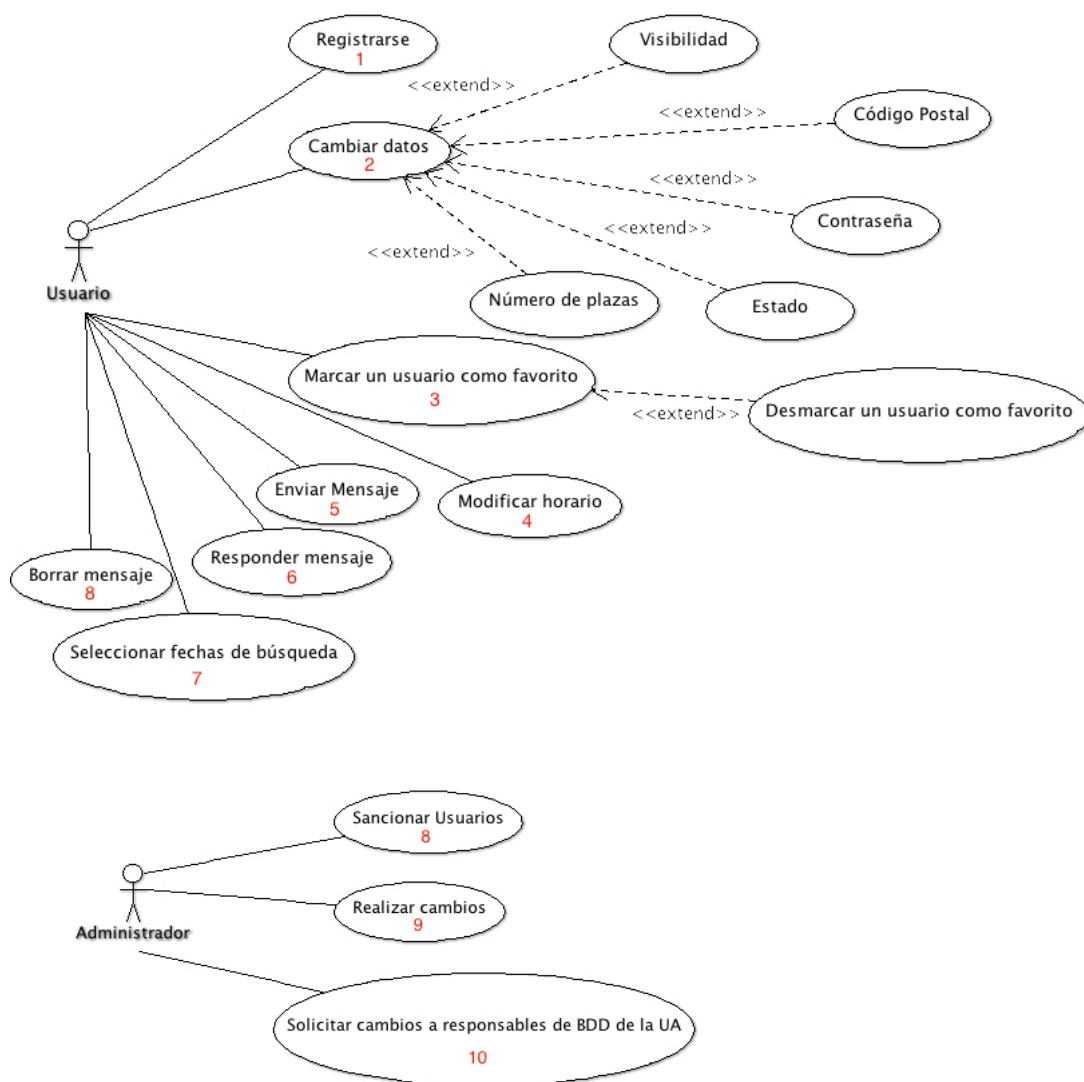 Registrarse
1
Visibilidad
<<extend>>
<<extend>>
Código Postal
Cambiar datos
2
<<extend>>
Contraseña
<<extend>>
<<extend>>
Usuario
Número de plazas
Estado
Marcar un usuario como favorito
3
<<extend>>
Desmarcar un usuario como favorito
Enviar Mensaje
5
Modificar horario
4
Responder mensaje
6
Borrar mensaje
8
Seleccionar fechas de búsqueda
7
Sancionar Usuarios
8
Realizar cambios
9
Administrador
Solicitar cambios a responsables de BDD de la UA
10